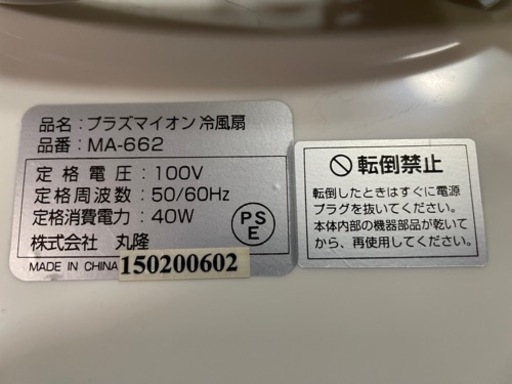 品名：プラズマイオン冷風扇
品番：MA-662
定格電圧：100V
定格周波数：50/60Hz
定格消費電力：40W
株式会社 丸隆
MADE IN CHINA
150200602
PS
E
転倒禁止
転倒したときはすぐに電源
プラグを抜いてください。
本体内部の機器部品が乾いて
から、再使用してください。